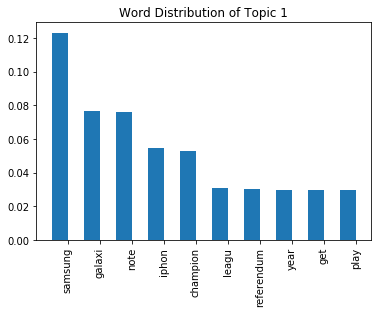 Word Distribution of Topic 1
0.12
0.10
0.08
0.06
0.04
0.02
0.00
samsung
galaxi
note
iphon
champion
leagu
referendum
year
get
play